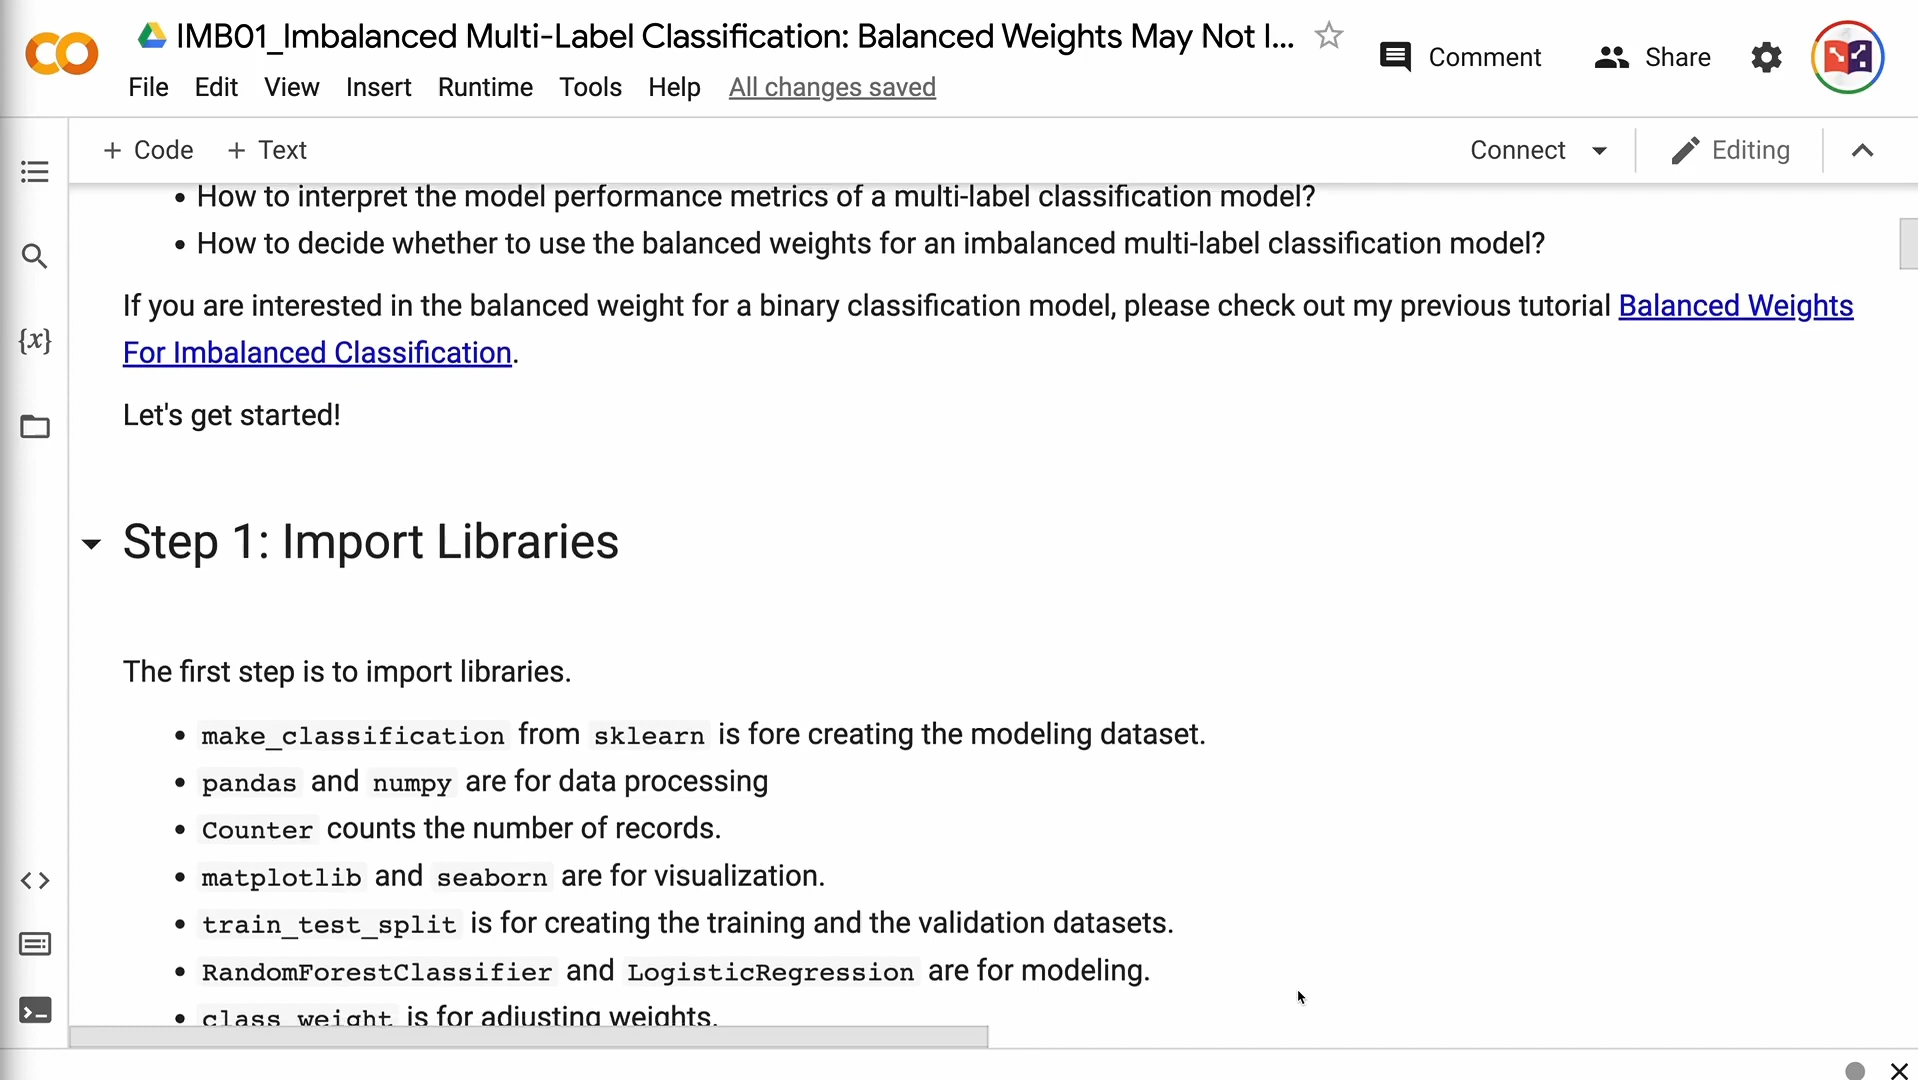 IMB01_Imbalanced Multi-Label Classification: Balanced Weights May Not I...
Comment
Share
File Edit View Insert Runtime Tools Help All changes saved
+ Code + Text
Connect
Editing
• How to interpret the model performance metrics of a multi-label classification model?
• How to decide whether to use the balanced weights for an imbalanced multi-label classification model?
If you are interested in the balanced weight for a binary classification model, please check out my previous tutorial Balanced Weights
For Imbalanced Classification.
Let's get started!
Step 1: Import Libraries
The first step is to import libraries.
• make_classification from sklearn is fore creating the modeling dataset.
• pandas and numpy are for data processing
• Counter counts the number of records.
• matplotlib and seaborn are for visualization.
• train_test_split is for creating the training and the validation datasets.
• RandomForestClassifier and LogisticRegression are for modeling.
• class_weight is for adjusting weights.